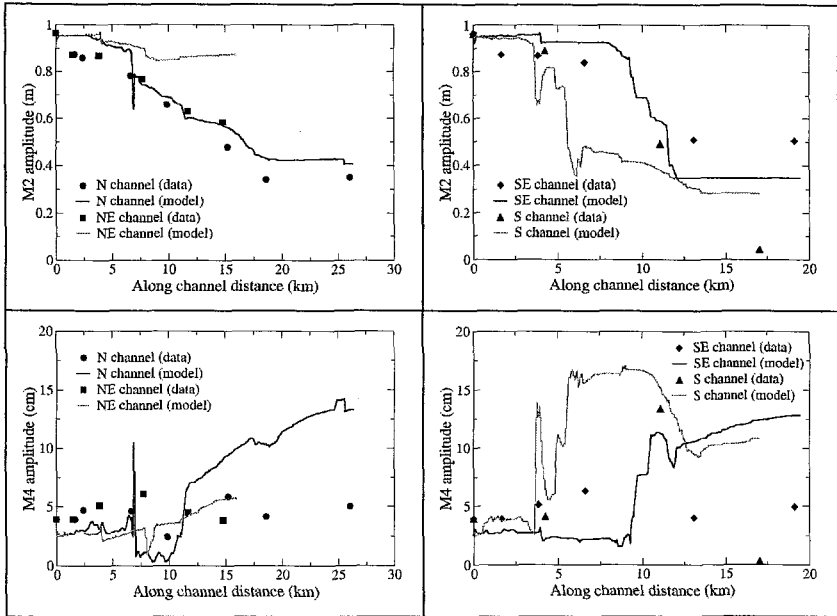 M2 amplitude (m)
1
0.8
0.6
0.4
0.2
0
N channel (data)
N channel (model)
NE channel (data)
NE channel (model)
0 5 10 15 20 25 30
Along channel distance (km)
M2 amplitude (m)
1
0.8
0.6
0.4
0.2
0
SE channel (data)
SE channel (model)
S channel (data)
S channel (model)
0 5 10 15 20
Along channel distance (km)
M4 amplitude (cm)
20
15
10
5
0
N channel (data)
N channel (model)
NE channel (data)
NE channel (model)
0 5 10 15 20 25 30
Along channel distance (km)
M4 amplitude (cm)
20
15
10
5
0
SE channel (data)
SE channel (model)
S channel (data)
S channel (model)
0 5 10 15 20
Along channel distance (km)